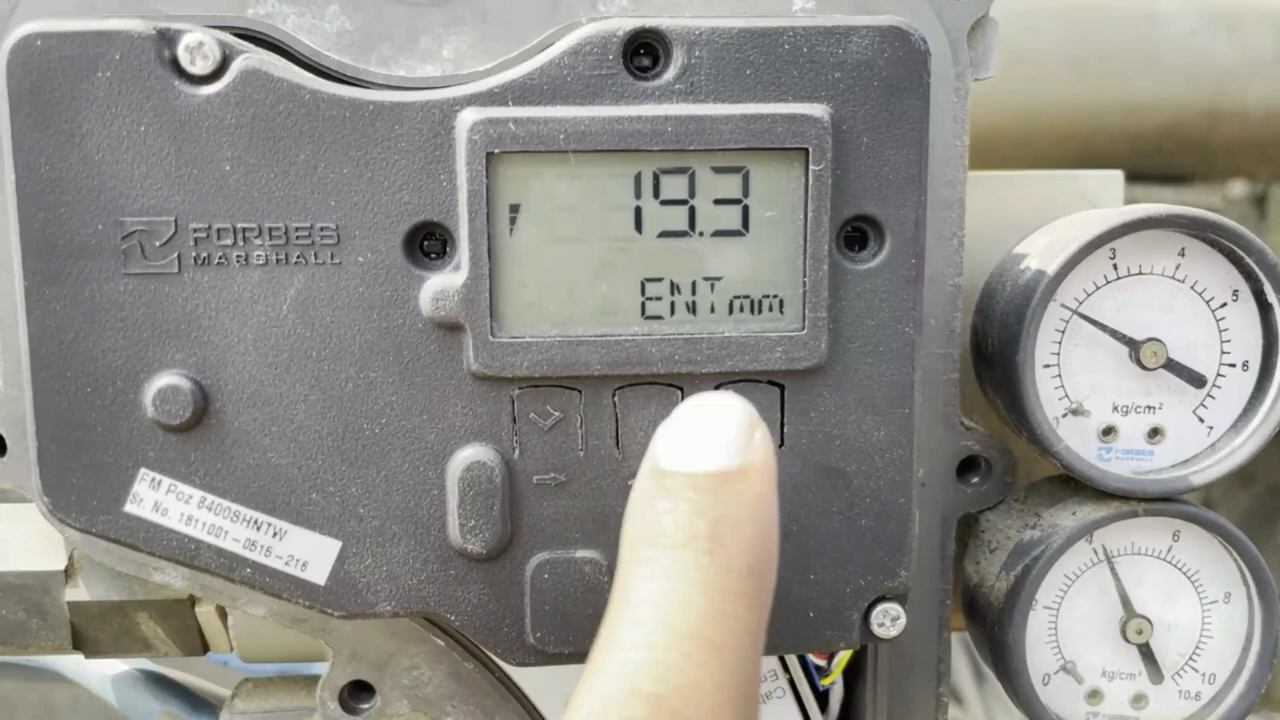 19.3
ENTmm
FORBES
MARSHALL
FM Poz 8400SHNTW
Sr. No. 1811001-0515-216
3
4
5
6
7
kg/cm²
FORBES
MARSHALL
0
4
6
8
10
10.6
kg/cm²